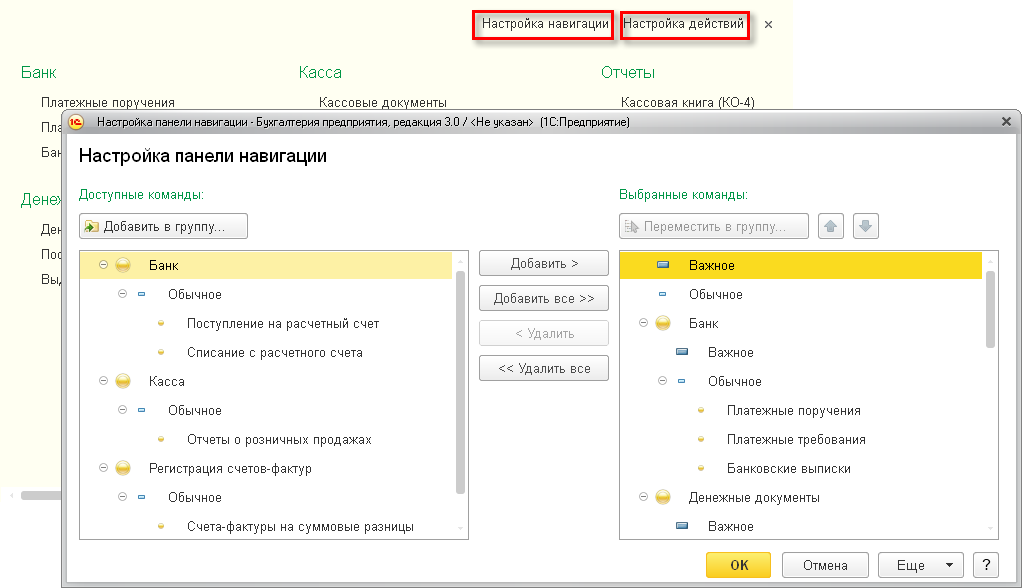 Настройка навигации Настройка действий ×
Банк Касса Отчеты
Платежные поручения Кассовые документы Кассовая книга (КО-4)
Пла
Бан
Денеж
Ден
Пос
Выд
1С Настройка панели навигации - Бухгалтерия предприятия, редакция 3.0 / <Не указан> (1С:Предприятие) ×
Настройка панели навигации
Доступные команды:
Добавить в группу...
Банк
Обычное
Поступление на расчетный счет
Списание с расчетного счета
Касса
Обычное
Отчеты о розничных продажах
Регистрация счетов-фактур
Обычное
Счета-фактуры на суммовые разницы
Добавить >
Добавить все >>
< Удалить
<< Удалить все
Выбранные команды:
Переместить в группу...
Важное
Обычное
Банк
Важное
Обычное
Платежные поручения
Платежные требования
Банковские выписки
Денежные документы
Важное
ОК Отмена Еще ?